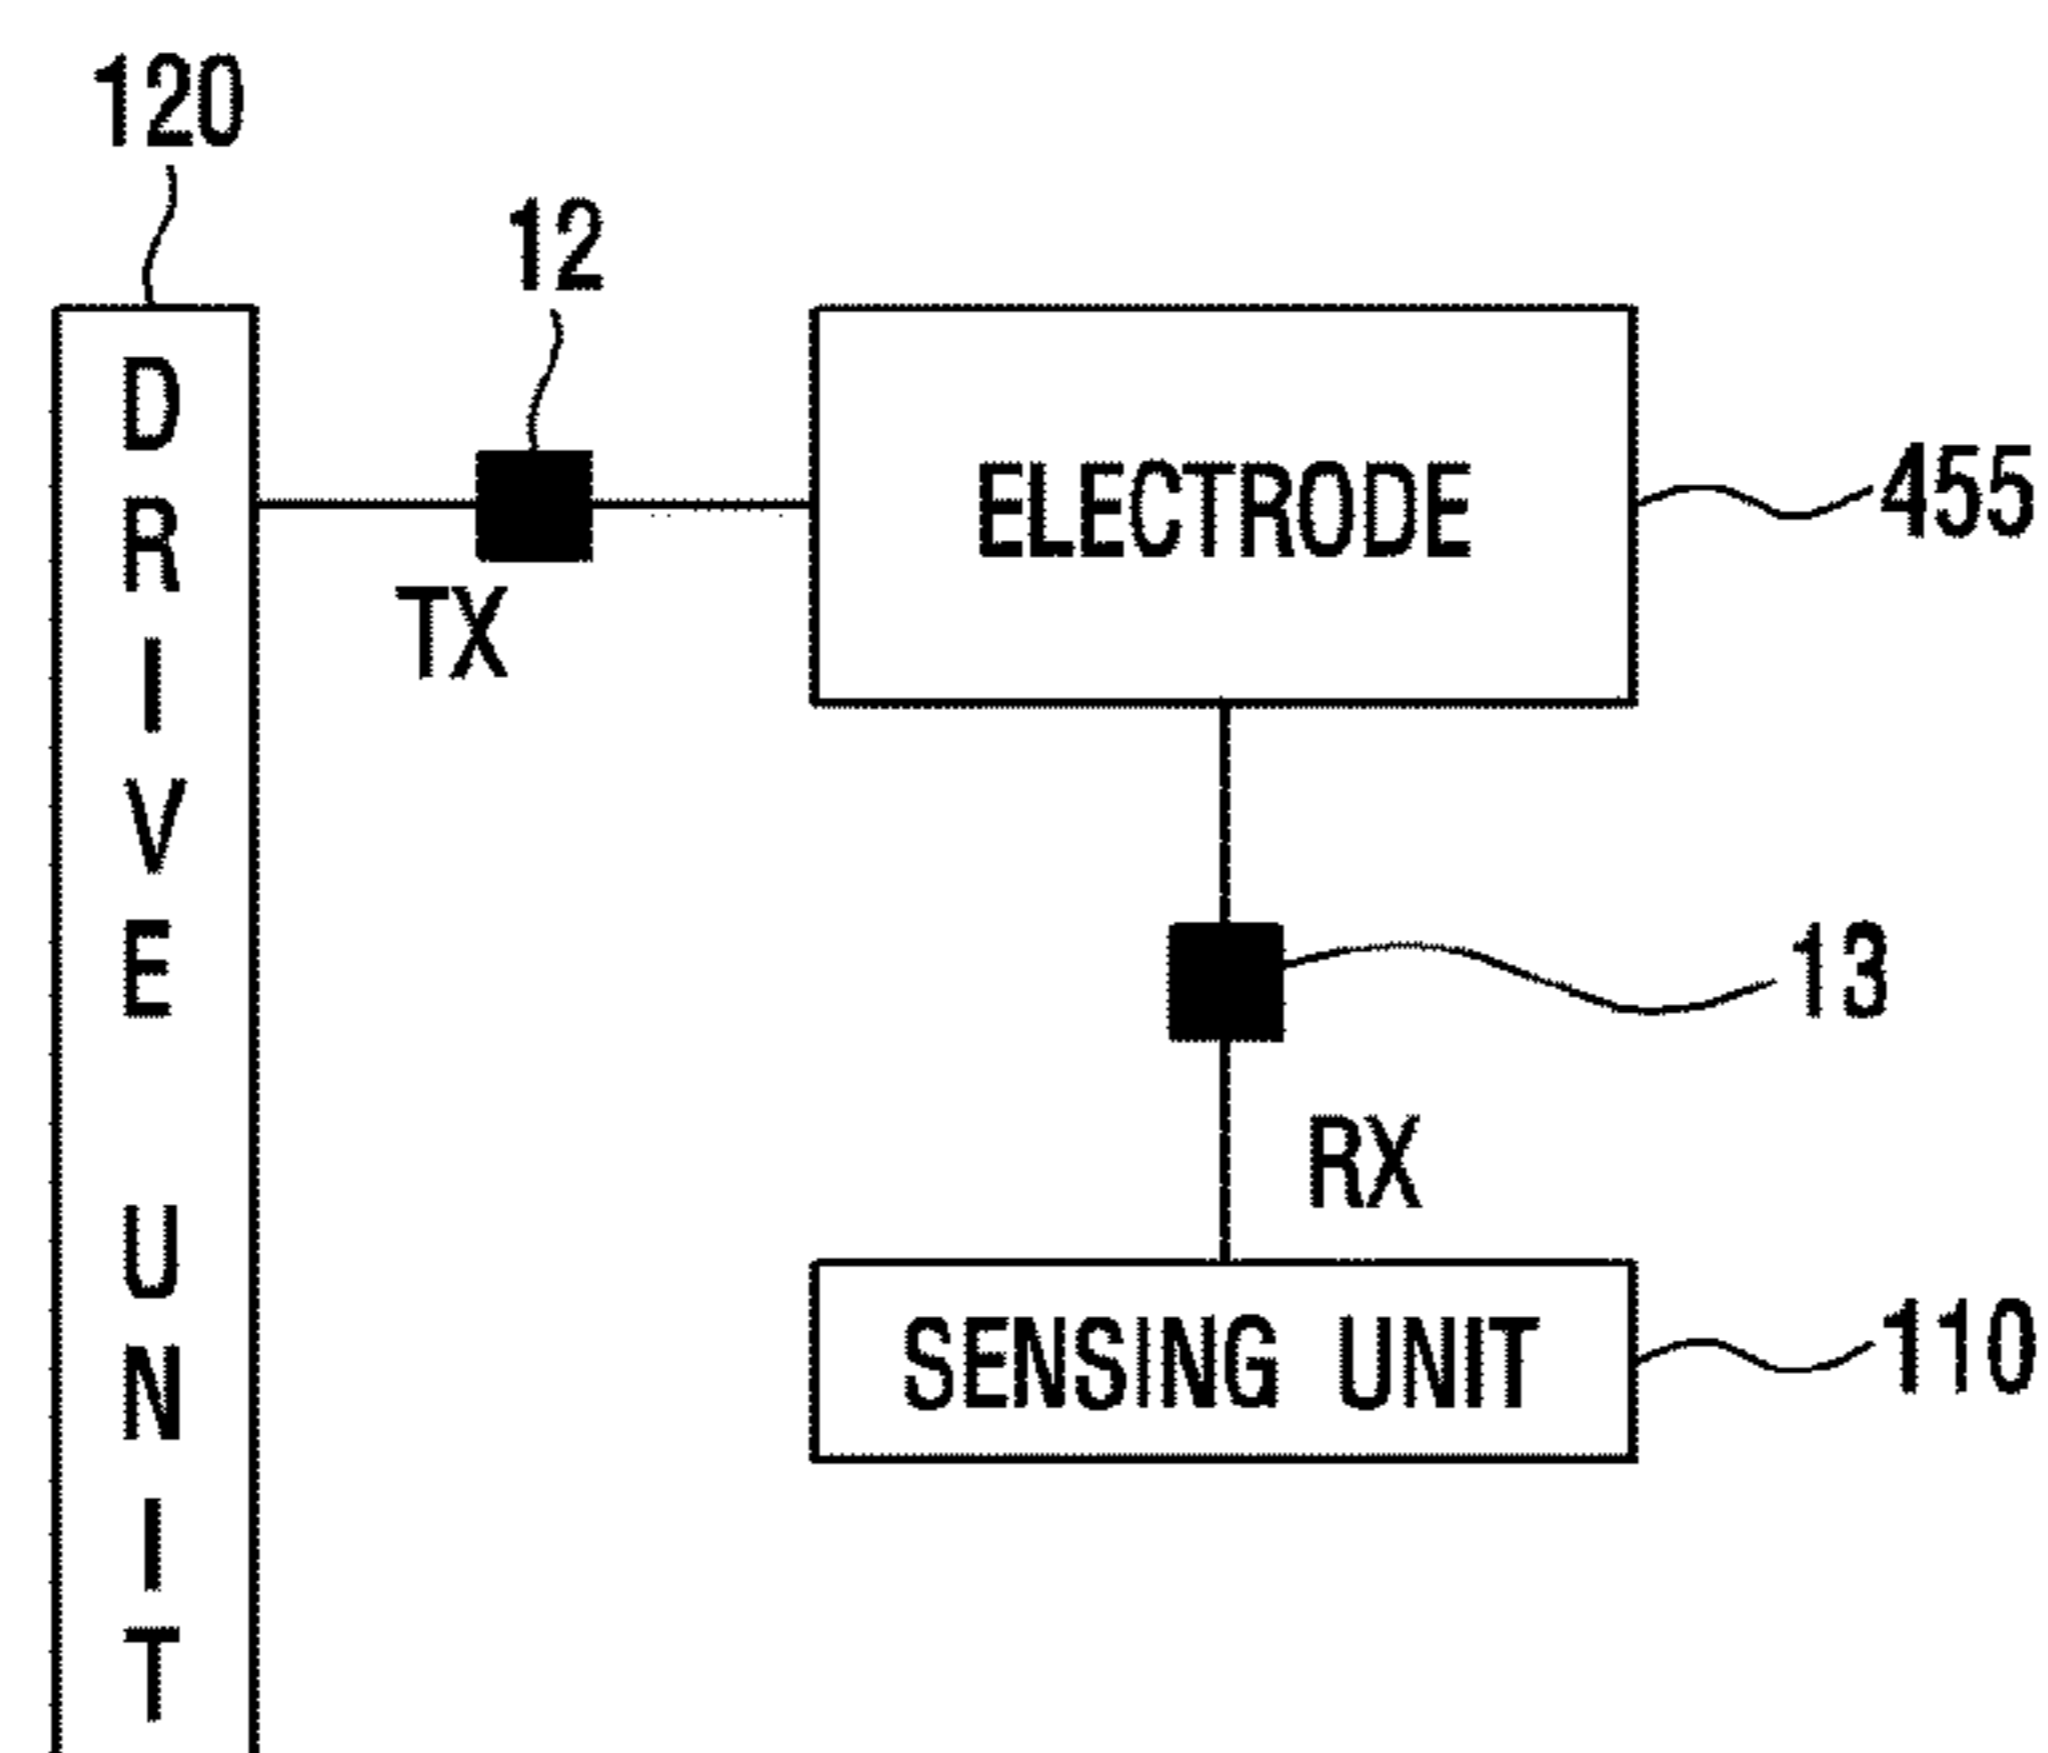 120
12
DRIVE UNIT
ELECTRODE
455
TX
13
RX
SENSING UNIT
110